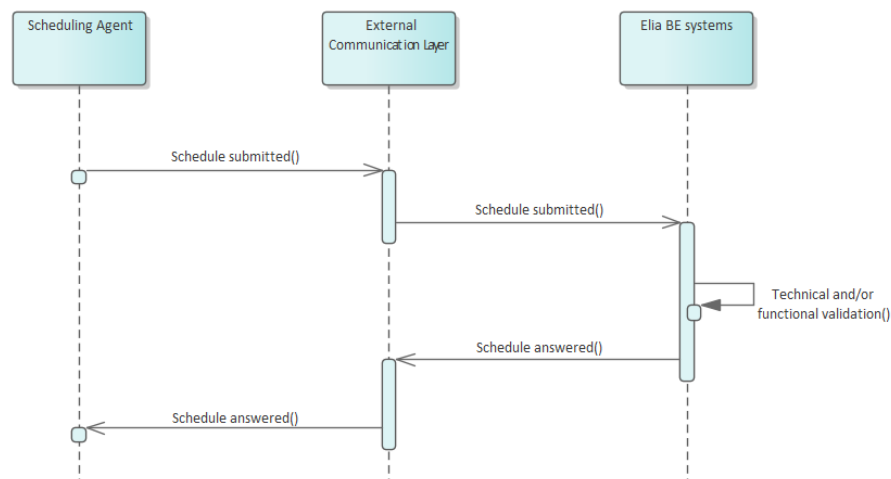 Scheduling Agent
External
Communication Layer
Elia BE systems
Schedule submitted()
Schedule submitted()
Technical and/or
functional validation()
Schedule answered()
Schedule answered()